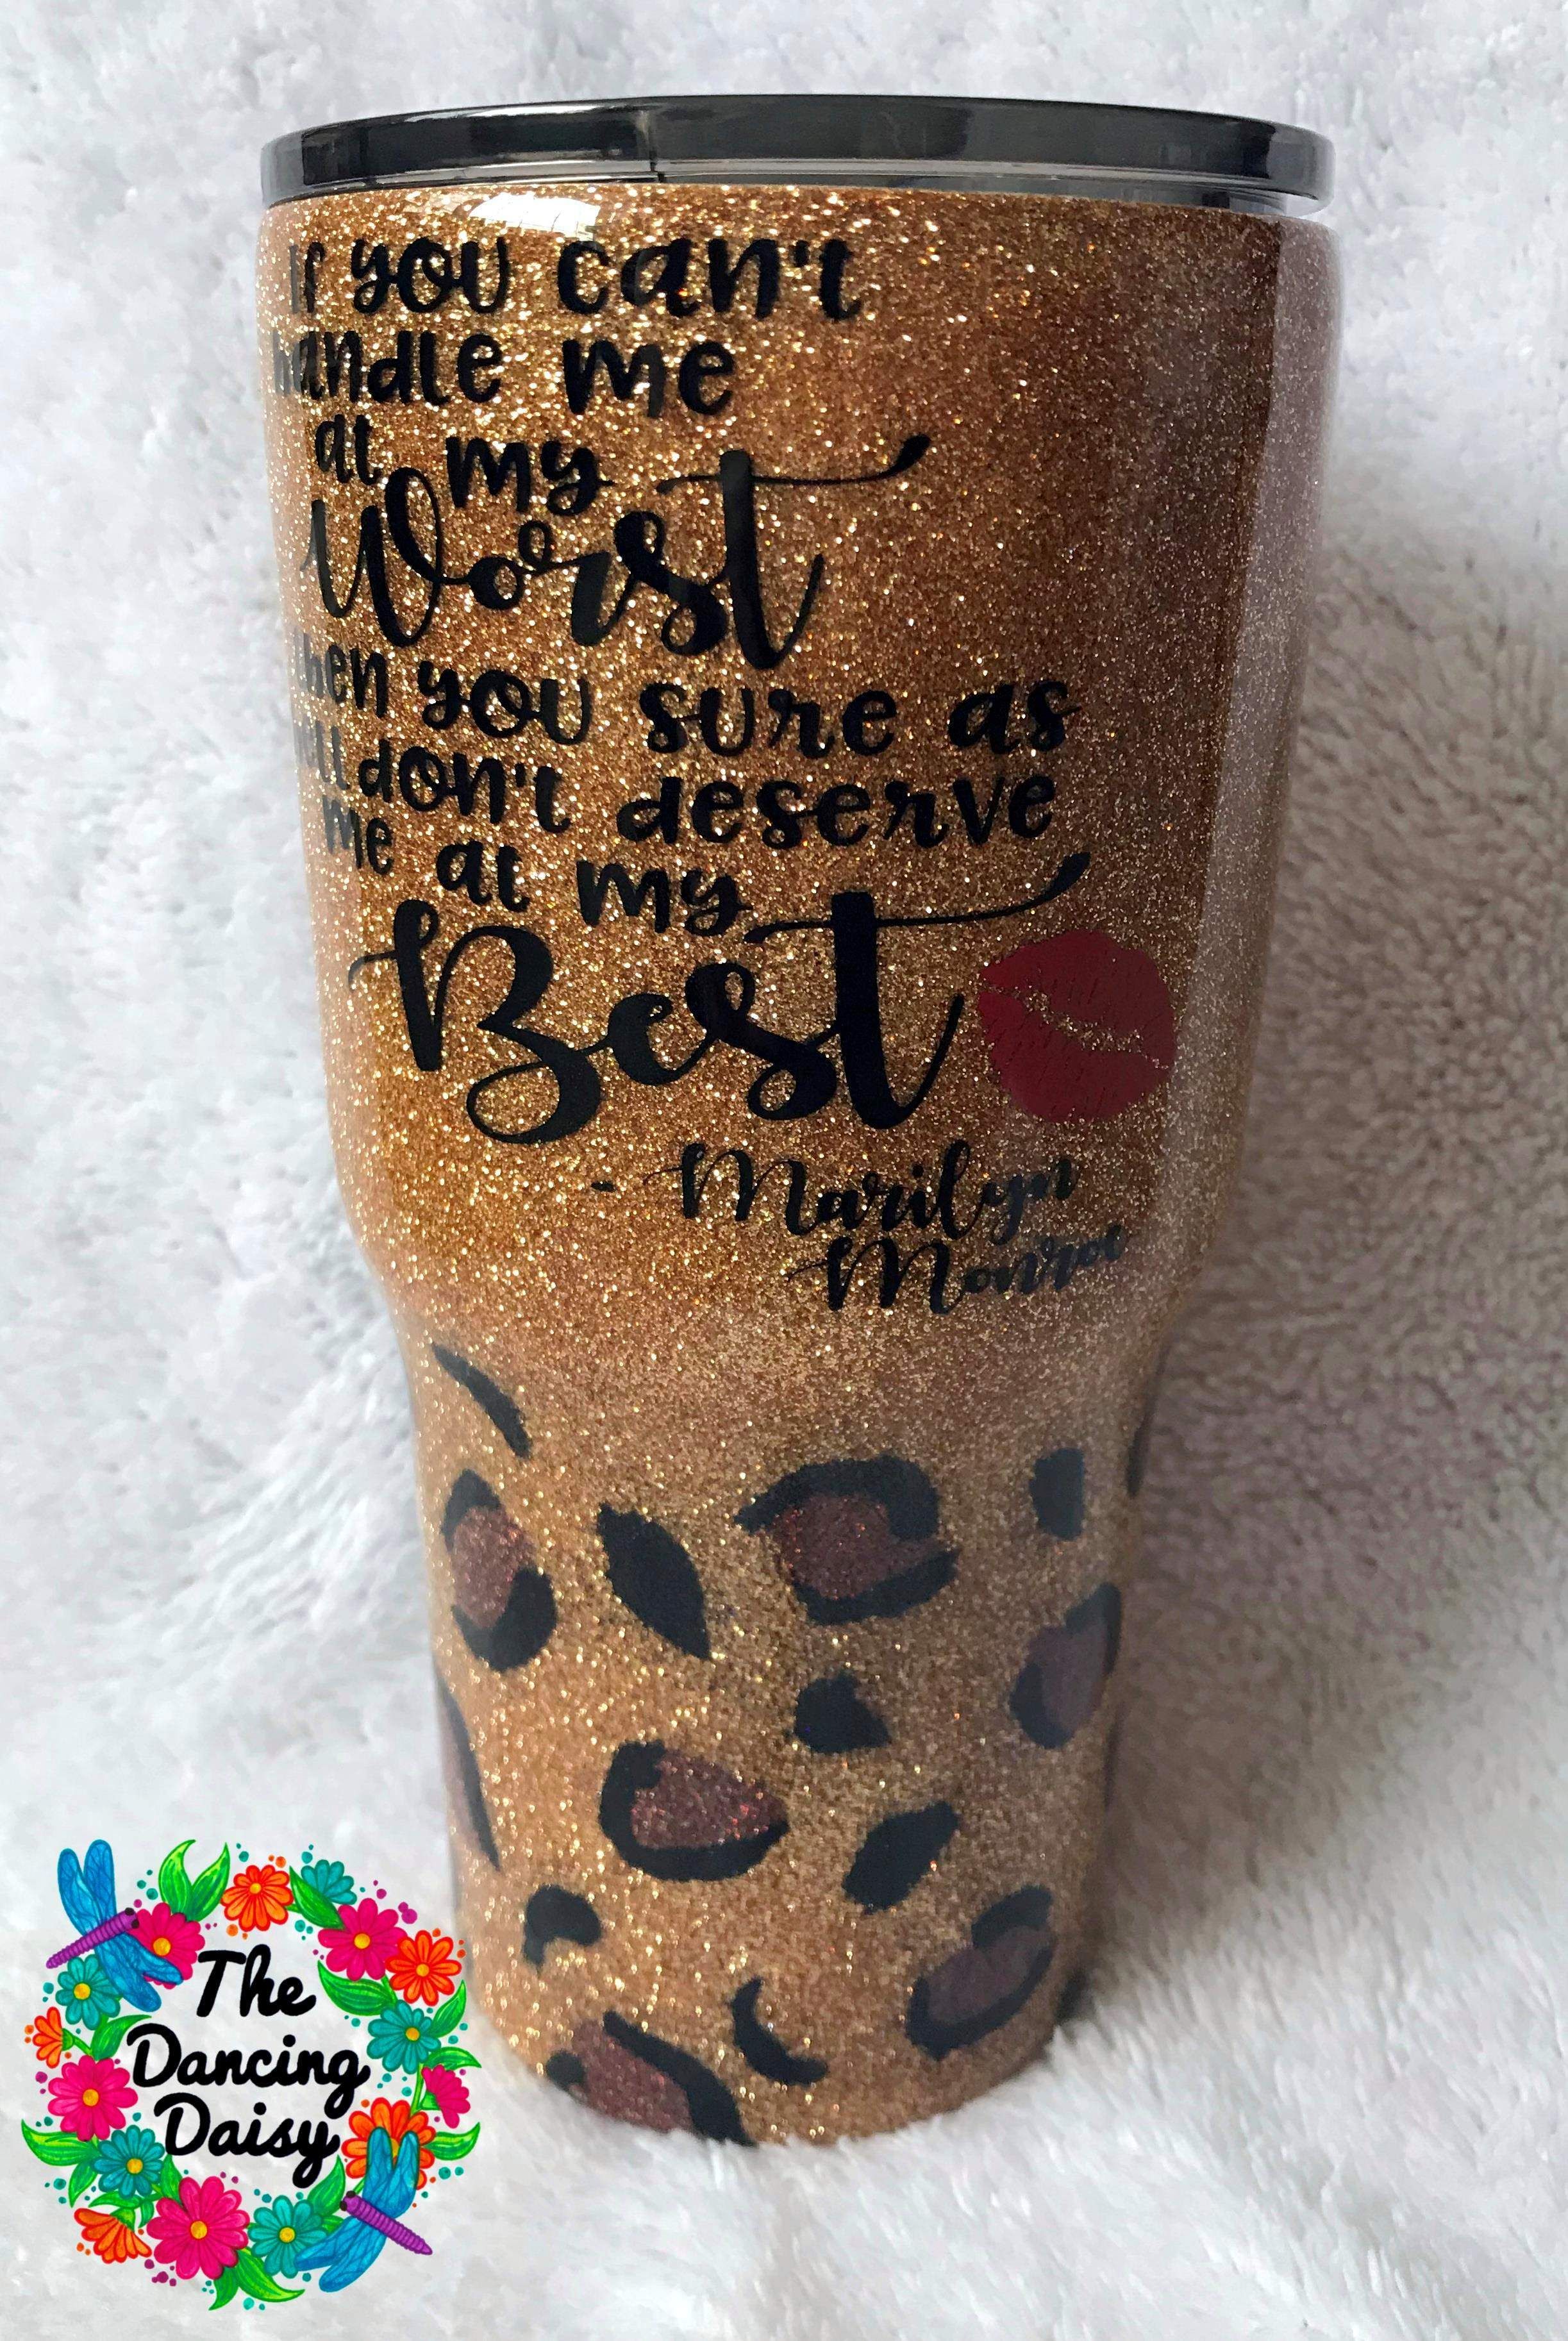 If you can't
handle me
at my
Worst
then you sure as
hell don't deserve
me at my
Best
- Marilyn
Monroe
The
Dancing
Daisy